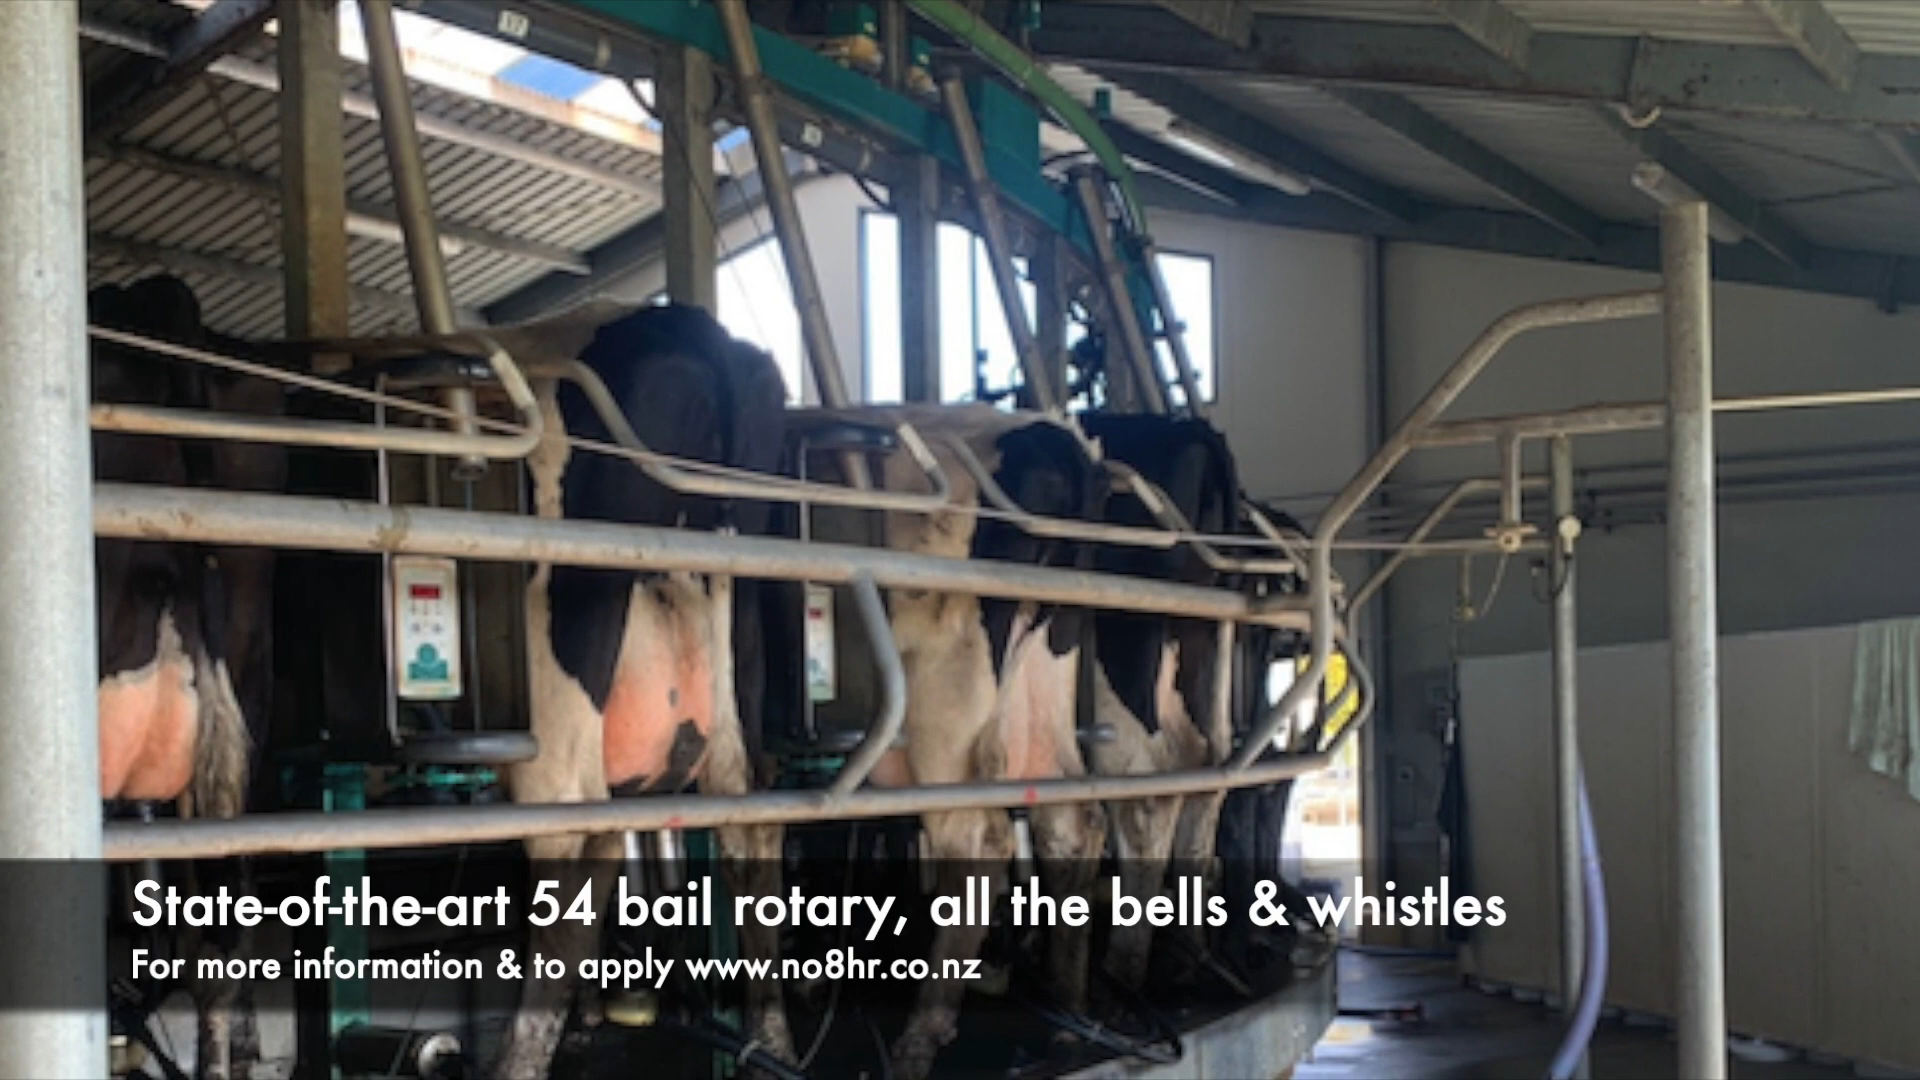 State-of-the-art 54 bail rotary, all the bells & whistles
For more information & to apply www.no8hr.co.nz